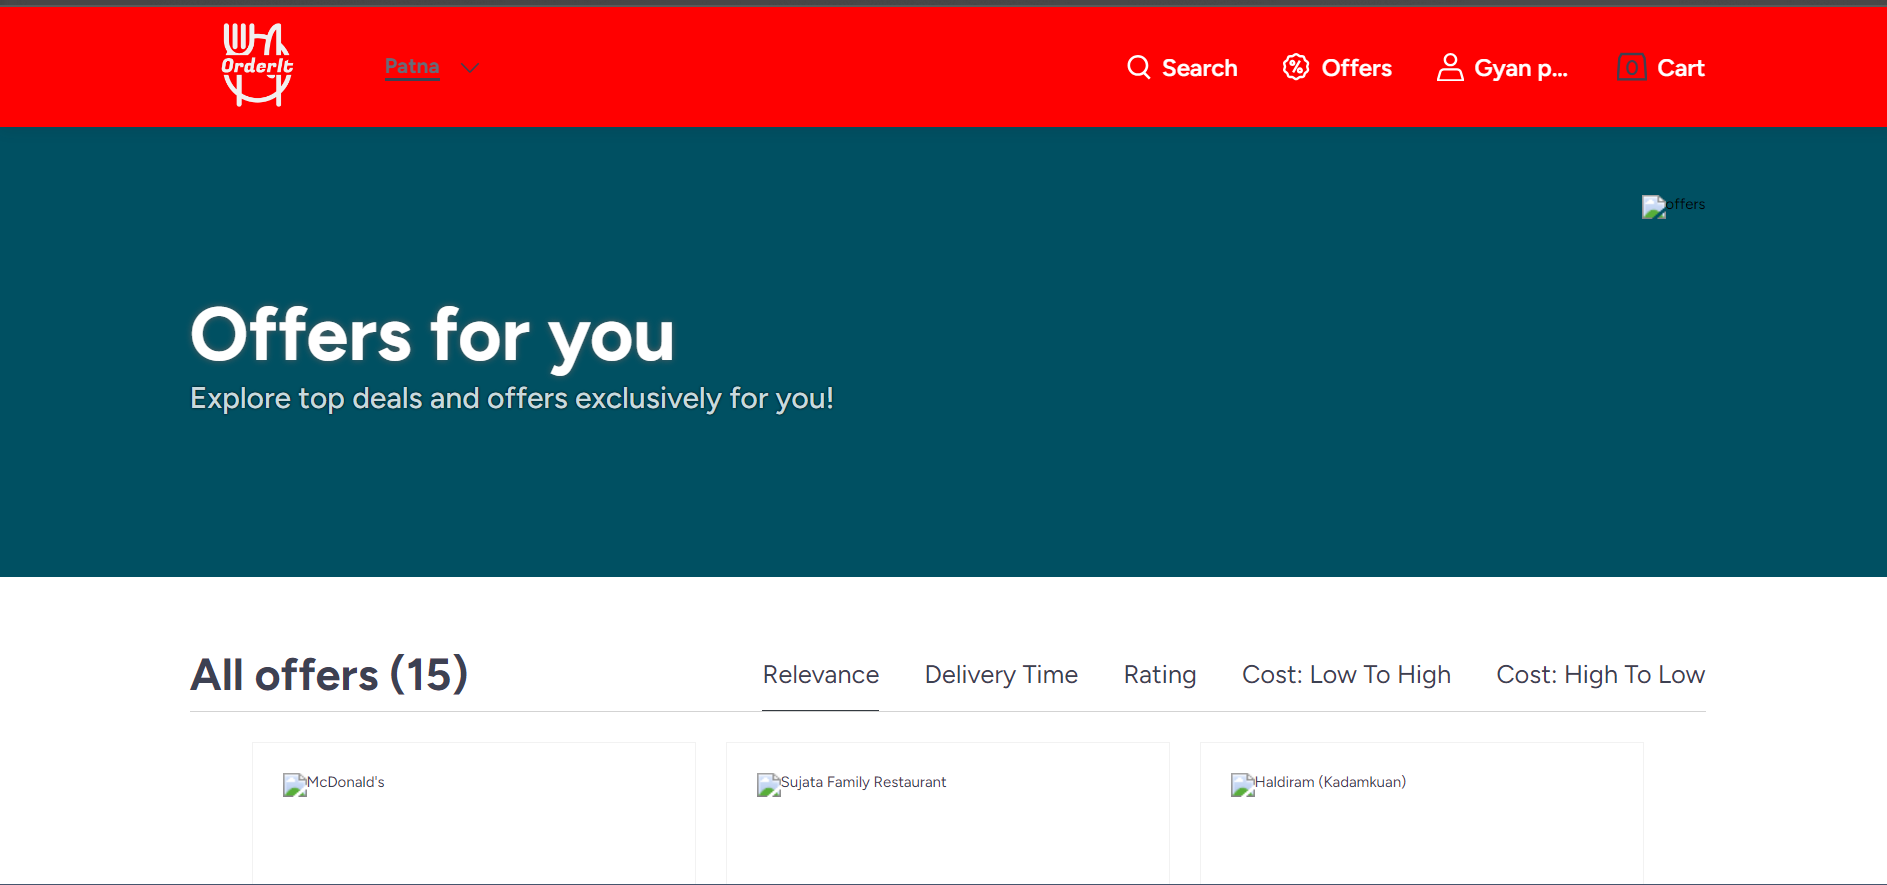 OrderIt
Patna
Search
Offers
Gyan p...
0
Cart
offers
Offers for you
Explore top deals and offers exclusively for you!
All offers (15)
Relevance
Delivery Time
Rating
Cost: Low To High
Cost: High To Low
McDonald's
Sujata Family Restaurant
Haldiram (Kadamkuan)